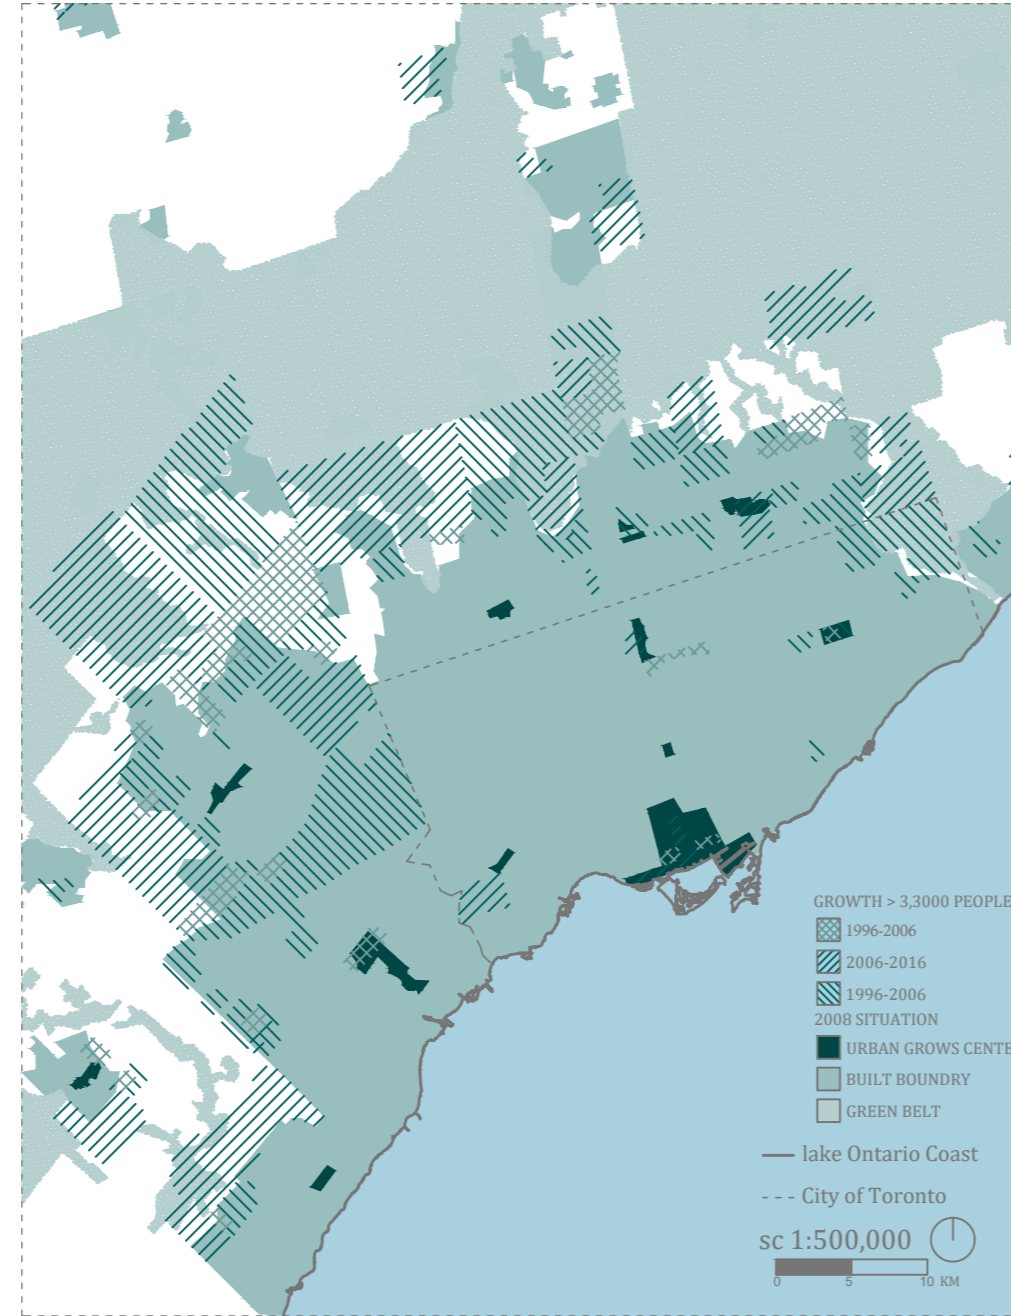 GROWTH > 3,3000 PEOPLE
1996-2006
2006-2016
1996-2006
2008 SITUATION
URBAN GROWS CENTE
BUILT BOUNDRY
GREEN BELT
lake Ontario Coast
City of Toronto
sc 1:500,000
0 5 10 KM